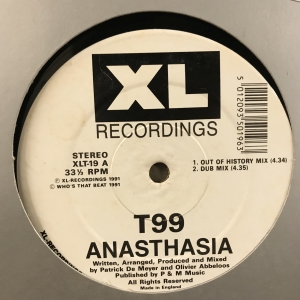 XL
RECORDINGS
STEREO
XLT-19 A
33⅓ RPM
℗ XL-RECORDINGS 1991
© WHO'S THAT BEAT 1991
5 012093 501963
1. OUT OF HISTORY MIX (4.34)
2. DUB MIX (4.35)
T99
ANASTHASIA
Written, Arranged, Produced and Mixed
by Patrick De Meyer and Olivier Abbeloos
Published by P & M Music
All Rights Reserved
Made in England